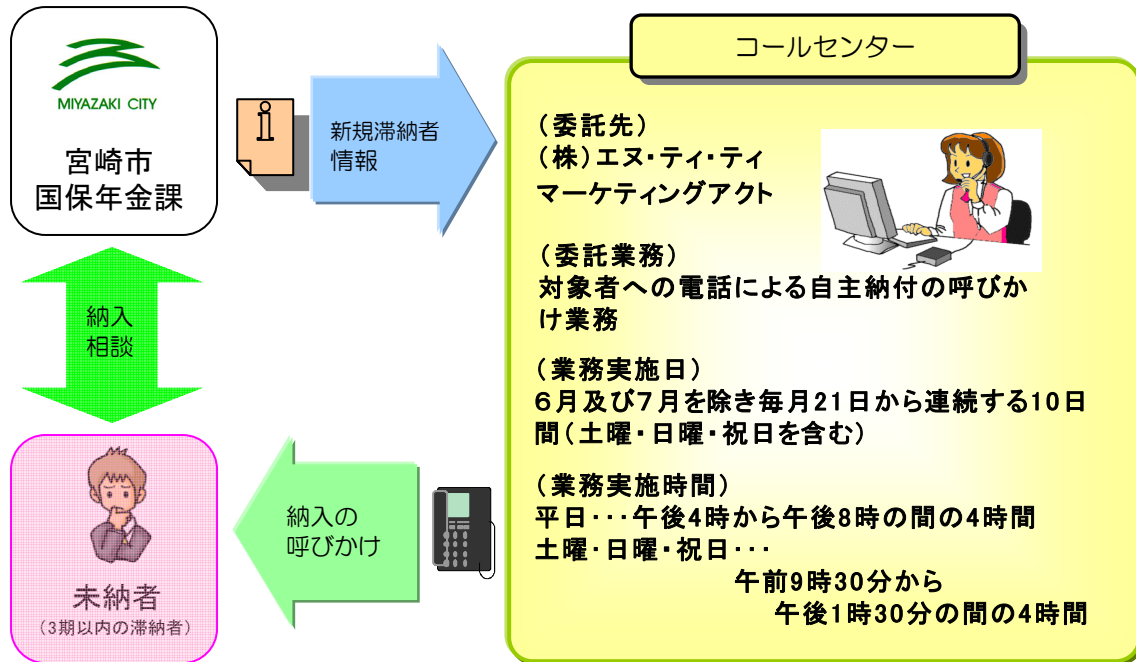 MIYAZAKI CITY
宮崎市
国保年金課
新規滞納者
情報
コールセンター
（委託先）
（株）エヌ・ティ・ティ
マーケティングアクト
（委託業務）
対象者への電話による自主納付の呼びか
け業務
（業務実施日）
６月及び７月を除き毎月21日から連続する10日
間（土曜・日曜・祝日を含む）
（業務実施時間）
平日・・・午後4時から午後8時の間の4時間
土曜・日曜・祝日・・・
午前9時30分から
午後1時30分の間の4時間
納入
相談
納入の
呼びかけ
未納者
（3期以内の滞納者）